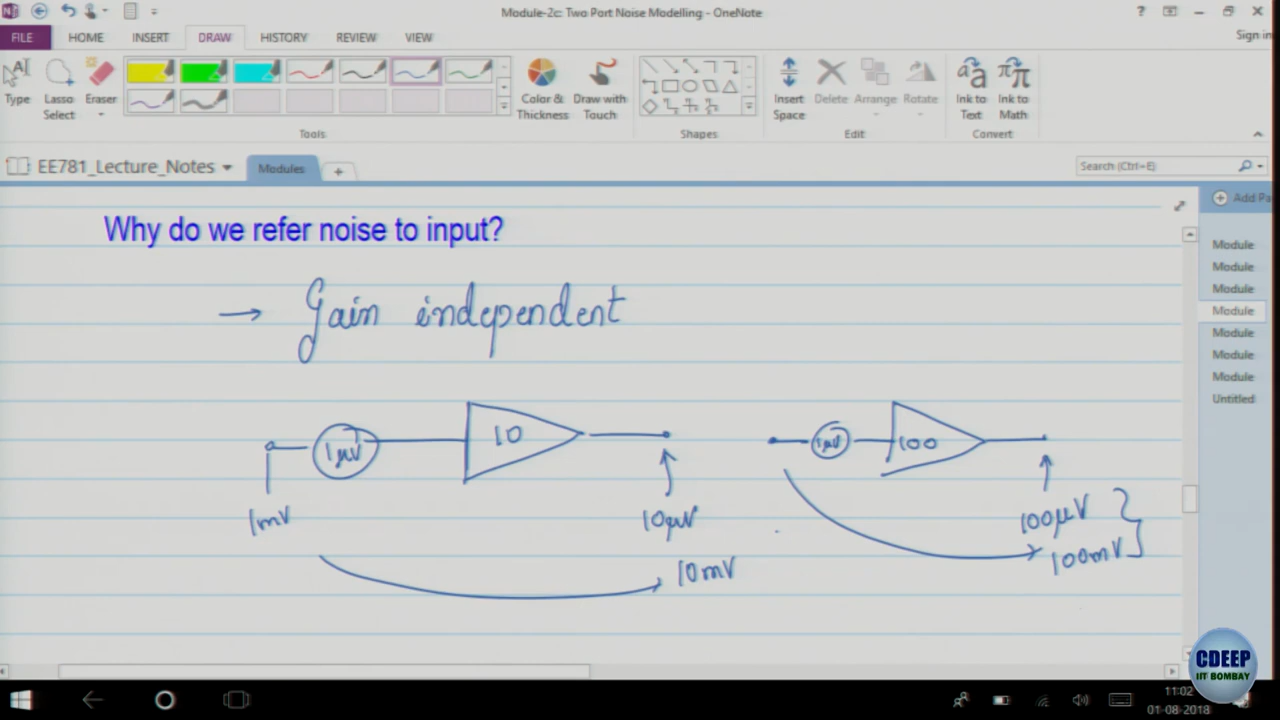 Module-2c: Two Port Noise Modelling - OneNote
Sign in
FILE HOME INSERT DRAW HISTORY REVIEW VIEW
Type Lasso Select Eraser Color & Thickness Draw with Touch Insert Space Delete Arrange Rotate Ink to Text Ink to Math
Tools Shapes Edit Convert
EE781_Lecture_Notes Modules Search (Ctrl+E)
Add Pa
Why do we refer noise to input?
→ Gain independent
1μV 10 1μV 100
1mV 10μV 100μV
10mV 100mV
Module
Module
Module
Module
Module
Module
Module
Untitled
CDEEP
IIT BOMBAY
11:02
01-08-2018